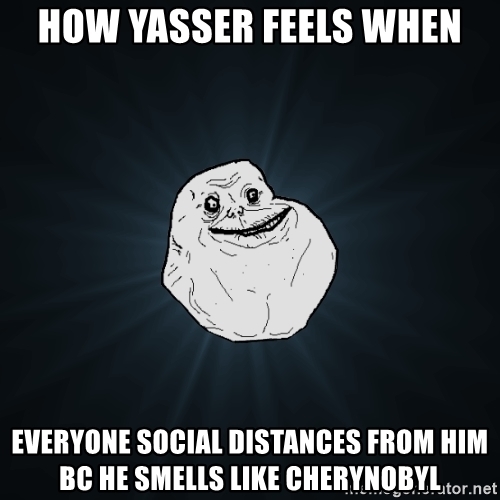 HOW YASSER FEELS WHEN
EVERYONE SOCIAL DISTANCES FROM HIM
BC HE SMELLS LIKE CHERYNOBYL